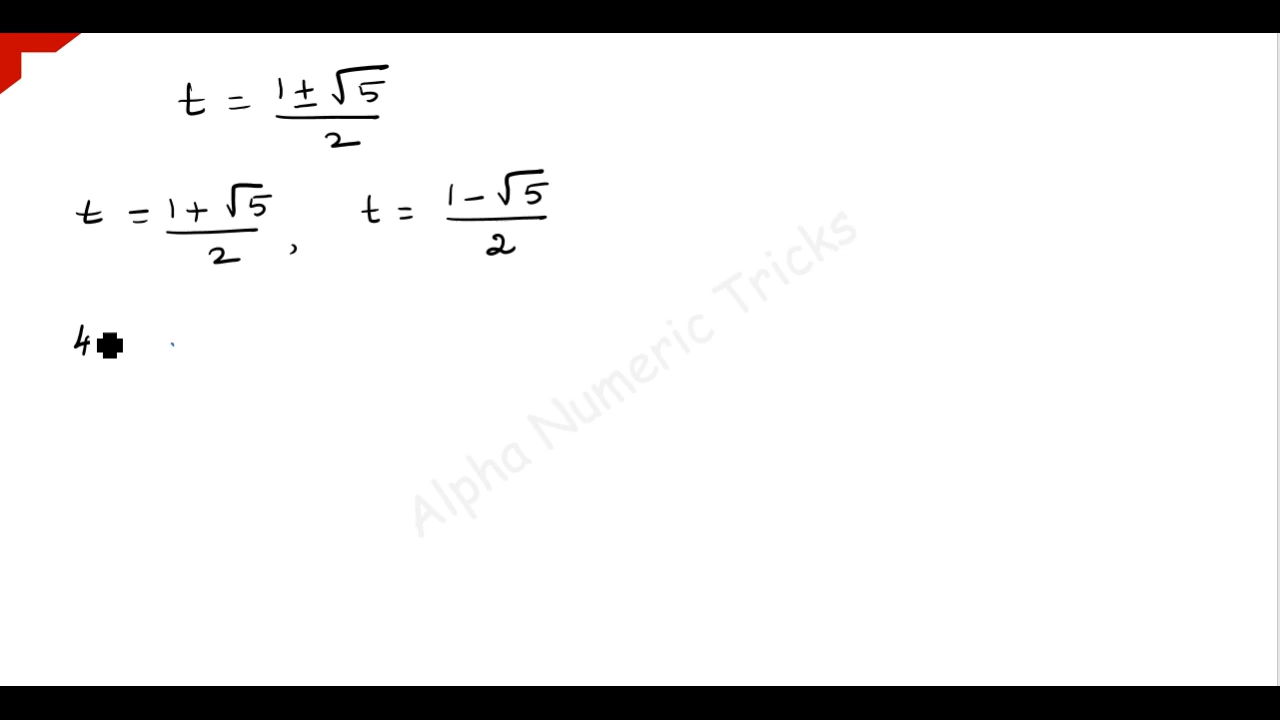 t = (1 ± √5)/2
t = (1 + √5)/2 , t = (1 - √5)/2
4
Alpha Numeric Tricks